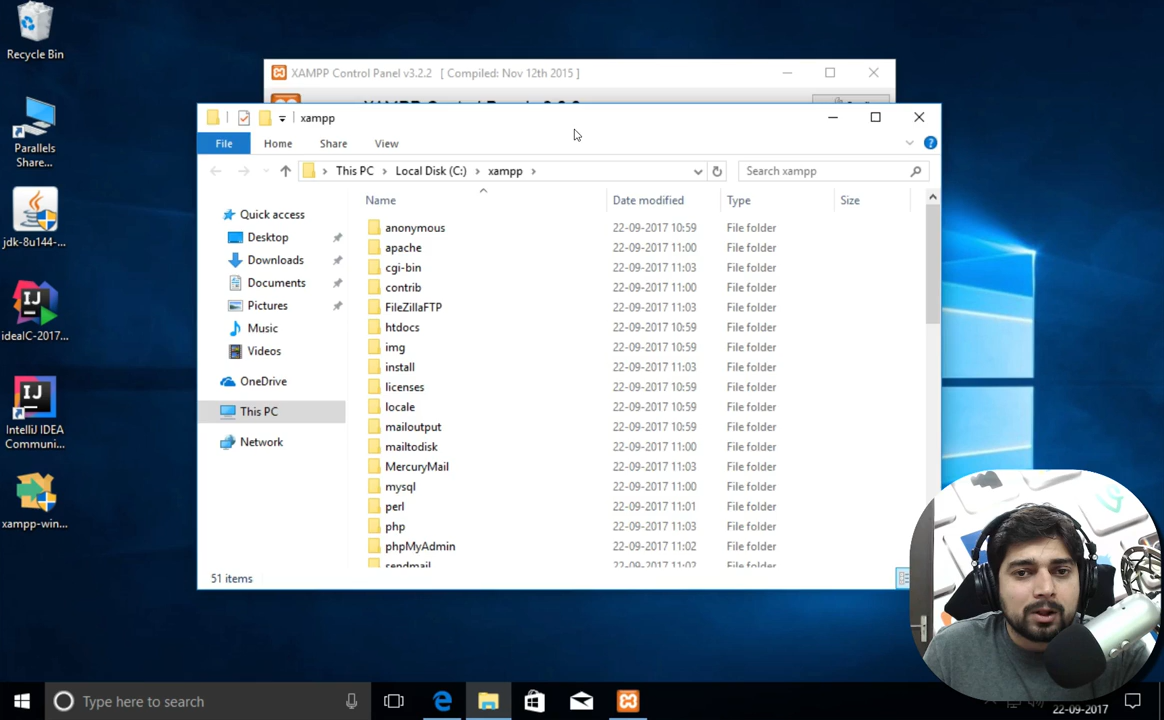 Recycle Bin
Parallels
Share...
jdk-8u144-...
ideaIC-2017...
IntelliJ IDEA
Communi...
xampp-win...
XAMPP Control Panel v3.2.2 [ Compiled: Nov 12th 2015 ]
xampp
File Home Share View
This PC Local Disk (C:) xampp
Search xampp
Quick access
Desktop
Downloads
Documents
Pictures
Music
Videos
OneDrive
This PC
Network
Name Date modified Type Size
anonymous 22-09-2017 10:59 File folder
apache 22-09-2017 11:00 File folder
cgi-bin 22-09-2017 11:03 File folder
contrib 22-09-2017 11:00 File folder
FileZillaFTP 22-09-2017 11:03 File folder
htdocs 22-09-2017 10:59 File folder
img 22-09-2017 10:59 File folder
install 22-09-2017 11:03 File folder
licenses 22-09-2017 10:59 File folder
locale 22-09-2017 10:59 File folder
mailoutput 22-09-2017 10:59 File folder
mailtodisk 22-09-2017 11:00 File folder
MercuryMail 22-09-2017 11:03 File folder
mysql 22-09-2017 11:00 File folder
perl 22-09-2017 11:01 File folder
php 22-09-2017 11:03 File folder
phpMyAdmin 22-09-2017 11:02 File folder
sendmail 22-09-2017 11:02 File folder
51 items
Type here to search
22-09-2017